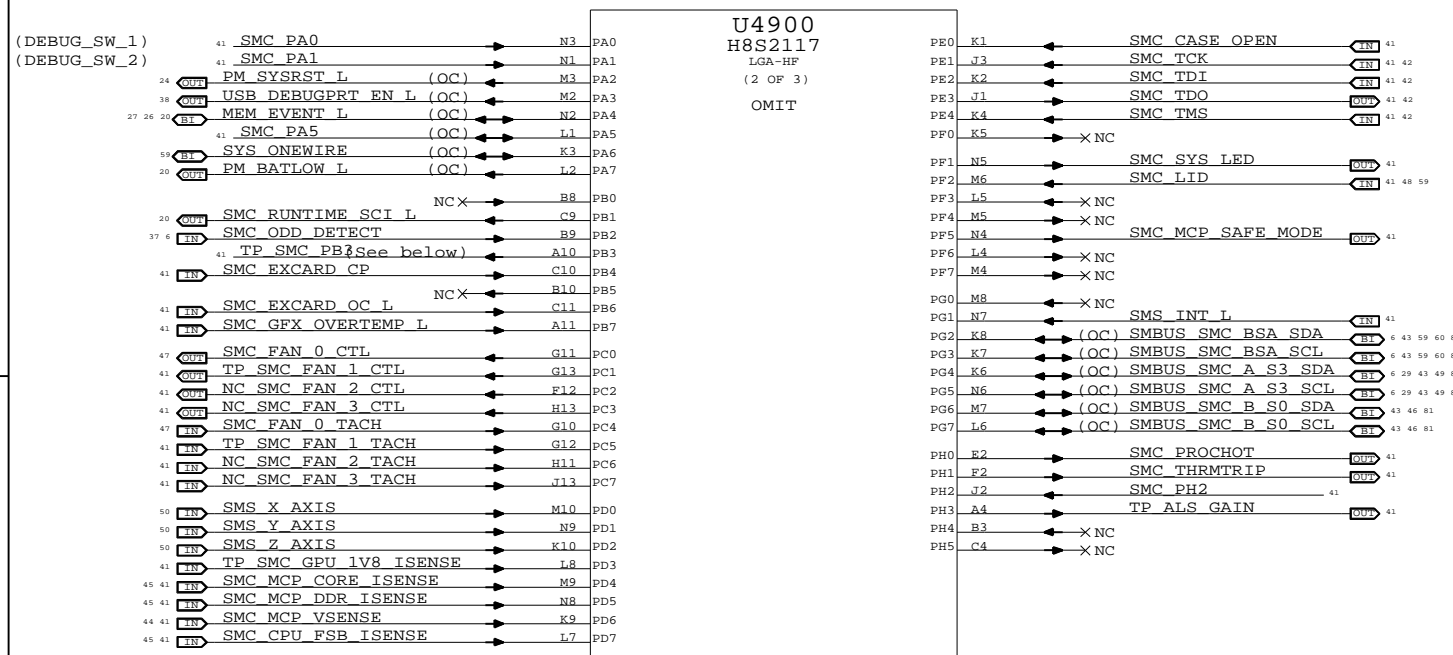 U4900
H8S2117
LGA-HF
(2 OF 3)
OMIT
(DEBUG_SW_1) 41 SMC_PA0 N3 PA0
(DEBUG_SW_2) 41 SMC_PA1 N1 PA1
24 OUT PM_SYSRST_L (OC) M3 PA2
38 OUT USB_DEBUGPRT_EN_L (OC) M2 PA3
27 26 20 BI MEM_EVENT_L (OC) N2 PA4
41 SMC_PA5 (OC) L1 PA5
59 BI SYS_ONEWIRE (OC) K3 PA6
20 OUT PM_BATLOW_L (OC) L2 PA7
NC B8 PB0
20 OUT SMC_RUNTIME_SCI_L C9 PB1
37 6 IN SMC_ODD_DETECT B9 PB2
41 TP_SMC_PB3 (See below) A10 PB3
41 IN SMC_EXCARD_CP C10 PB4
NC B10 PB5
41 IN SMC_EXCARD_OC_L C11 PB6
41 IN SMC_GFX_OVERTEMP_L A11 PB7
47 OUT SMC_FAN_0_CTL G11 PC0
41 OUT TP_SMC_FAN_1_CTL G13 PC1
41 OUT NC_SMC_FAN_2_CTL F12 PC2
41 OUT NC_SMC_FAN_3_CTL H13 PC3
47 IN SMC_FAN_0_TACH G10 PC4
41 IN TP_SMC_FAN_1_TACH G12 PC5
41 IN NC_SMC_FAN_2_TACH H11 PC6
41 IN NC_SMC_FAN_3_TACH J13 PC7
50 IN SMS_X_AXIS M10 PD0
50 IN SMS_Y_AXIS N9 PD1
50 IN SMS_Z_AXIS K10 PD2
41 IN TP_SMC_GPU_1V8_ISENSE L8 PD3
45 41 IN SMC_MCP_CORE_ISENSE M9 PD4
45 41 IN SMC_MCP_DDR_ISENSE N8 PD5
44 41 IN SMC_MCP_VSENSE K9 PD6
45 41 IN SMC_CPU_FSB_ISENSE L7 PD7
PE0 K1 SMC_CASE_OPEN IN 41
PE1 J3 SMC_TCK IN 41 42
PE2 K2 SMC_TDI IN 41 42
PE3 J1 SMC_TDO OUT 41 42
PE4 K4 SMC_TMS IN 41 42
PF0 K5 NC
PF1 N5 SMC_SYS_LED OUT 41
PF2 M6 SMC_LID IN 41 48 59
PF3 L5 NC
PF4 M5 NC
PF5 N4 SMC_MCP_SAFE_MODE OUT 41
PF6 L4 NC
PF7 M4 NC
PG0 M8 NC
PG1 N7 SMS_INT_L IN 41
PG2 K8 (OC) SMBUS_SMC_BSA_SDA BI 6 43 59 60
PG3 K7 (OC) SMBUS_SMC_BSA_SCL BI 6 43 59 60
PG4 K6 (OC) SMBUS_SMC_A_S3_SDA BI 6 29 43 49
PG5 N6 (OC) SMBUS_SMC_A_S3_SCL BI 6 29 43 49
PG6 M7 (OC) SMBUS_SMC_B_S0_SDA BI 43 46 81
PG7 L6 (OC) SMBUS_SMC_B_S0_SCL BI 43 46 81
PH0 E2 SMC_PROCHOT OUT 41
PH1 F2 SMC_THRMTRIP OUT 41
PH2 J2 SMC_PH2 41
PH3 A4 TP_ALS_GAIN OUT 41
PH4 B3 NC
PH5 C4 NC